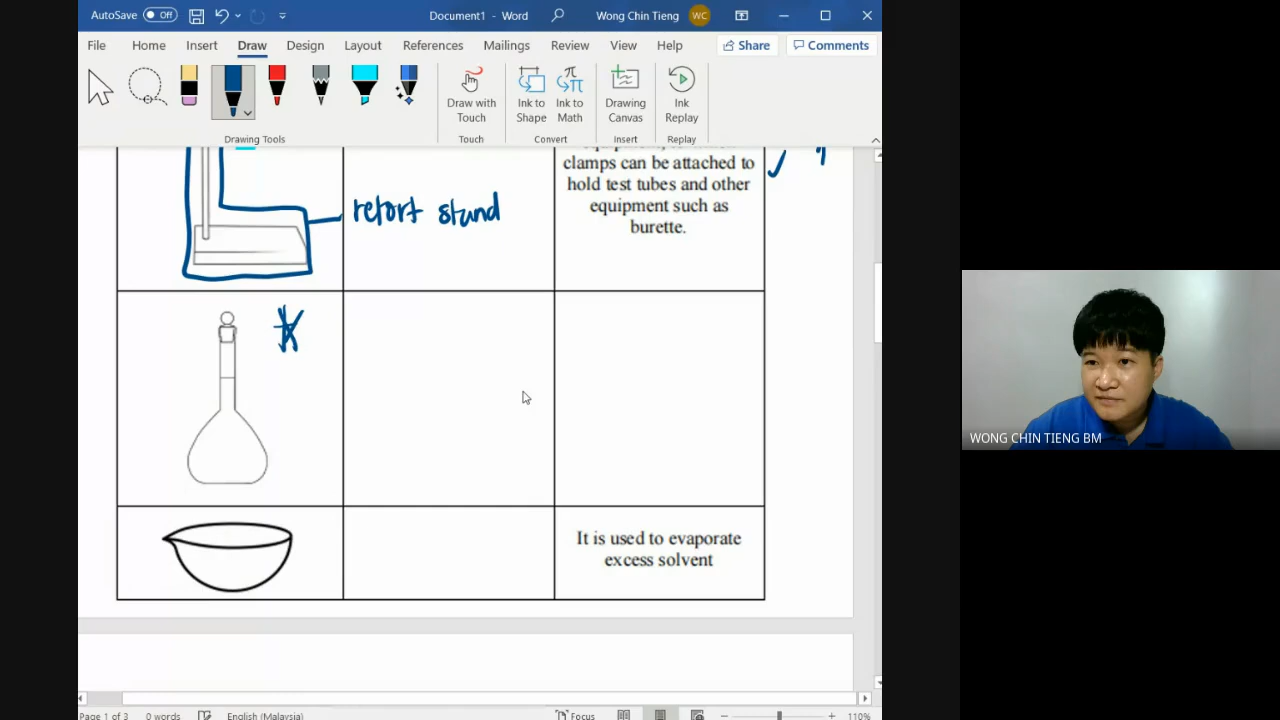 AutoSave Off Document1 - Word Wong Chin Tieng WC
File Home Insert Draw Design Layout References Mailings Review View Help Share Comments
Draw with Touch
Ink to Shape
Ink to Math
Drawing Canvas
Ink Replay
Drawing Tools Touch Convert Insert Replay
clamps can be attached to
hold test tubes and other
equipment such as
burette.
retort stand
It is used to evaporate
excess solvent
WONG CHIN TIENG BM
Page 1 of 3 0 words English (Malaysia) Focus 110%